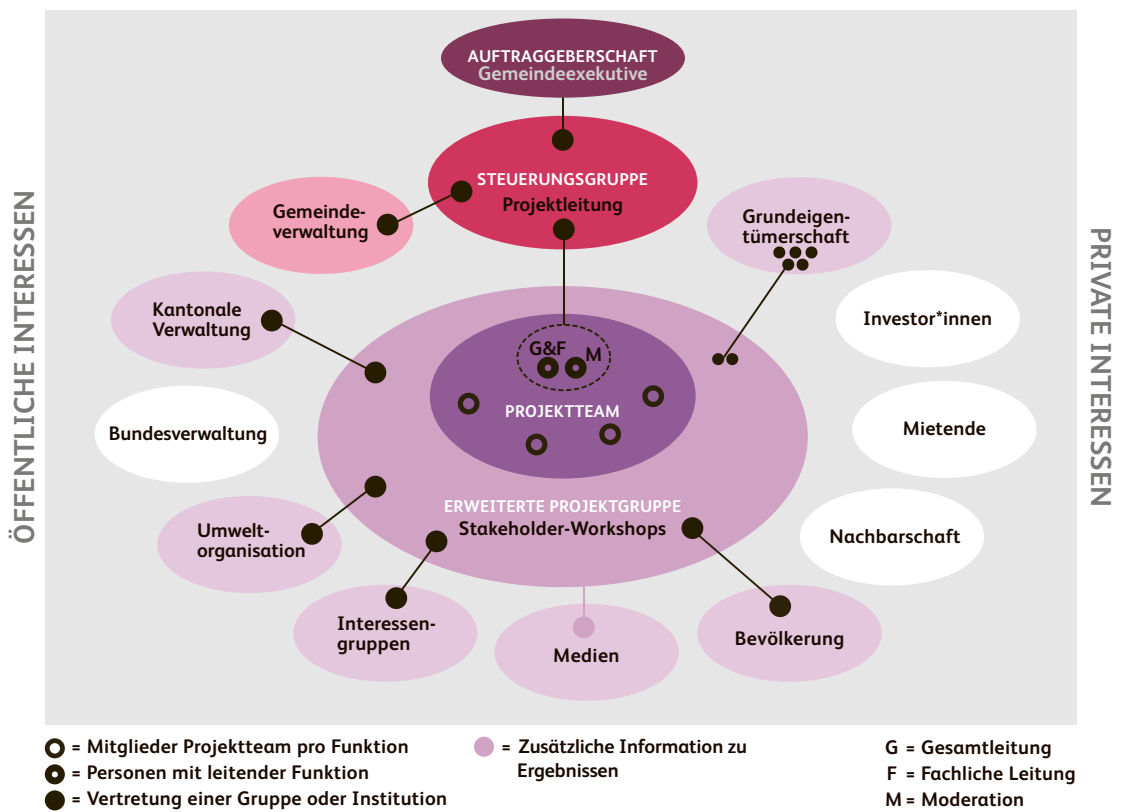 AUFTRAGGEBERSCHAFT
Gemeindeexekutive
STEUERUNGSGRUPPE
Projektleitung
Gemeinde-
verwaltung
Grundeigen-
tümerschaft
Kantonale
Verwaltung
Investor*innen
G&F
M
PROJEKTTEAM
Bundesverwaltung
Mietende
ERWEITERTE PROJEKTGRUPPE
Stakeholder-Workshops
Umwelt-
organisation
Nachbarschaft
Interessen-
gruppen
Medien
Bevölkerung
ÖFFENTLICHE INTERESSEN
PRIVATE INTERESSEN
= Mitglieder Projektteam pro Funktion
= Personen mit leitender Funktion
= Vertretung einer Gruppe oder Institution
= Zusätzliche Information zu
Ergebnissen
G = Gesamtleitung
F = Fachliche Leitung
M = Moderation